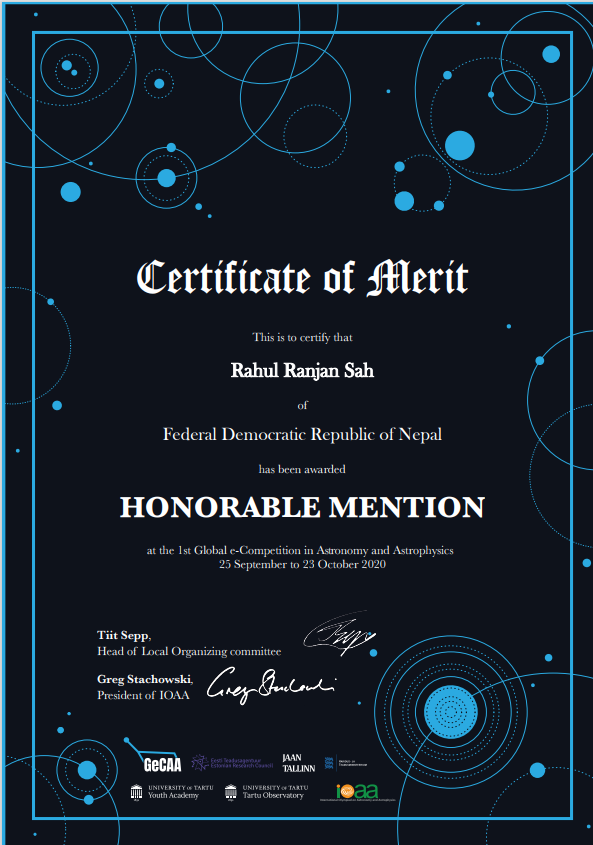 Certificate of Merit
This is to certify that
Rahul Ranjan Sah
of
Federal Democratic Republic of Nepal
has been awarded
HONORABLE MENTION
at the 1st Global e-Competition in Astronomy and Astrophysics
25 September to 23 October 2020
Tiit Sepp,
Head of Local Organizing committee
Greg Stachowski,
President of IOAA
Greg Stachowski
GeCAA
Eesti Teadusagentuur
Estonian Research Council
JAAN
TALLINN
UNIVERSITY OF TARTU
Youth Academy
UNIVERSITY OF TARTU
Tartu Observatory
ioaa